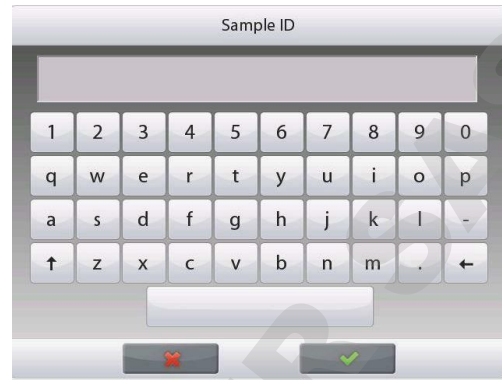 Sample ID
1 2 3 4 5 6 7 8 9 0
q w e r t y u i o p
a s d f g h j k l -
↑ z x c v b n m . ←